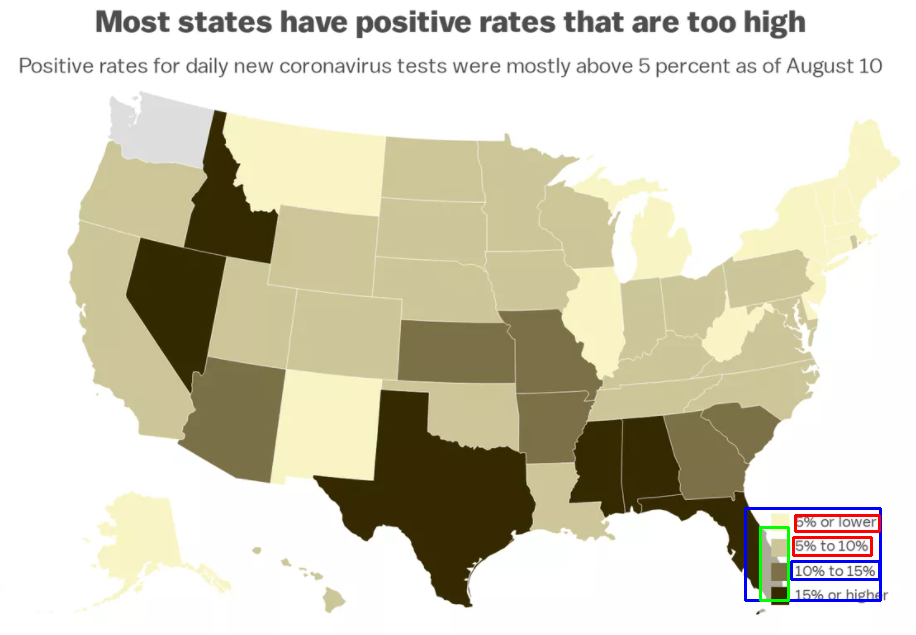 Most states have positive rates that are too high
Positive rates for daily new coronavirus tests were mostly above 5 percent as of August 10
5% or lower
5% to 10%
10% to 15%
15% or higher